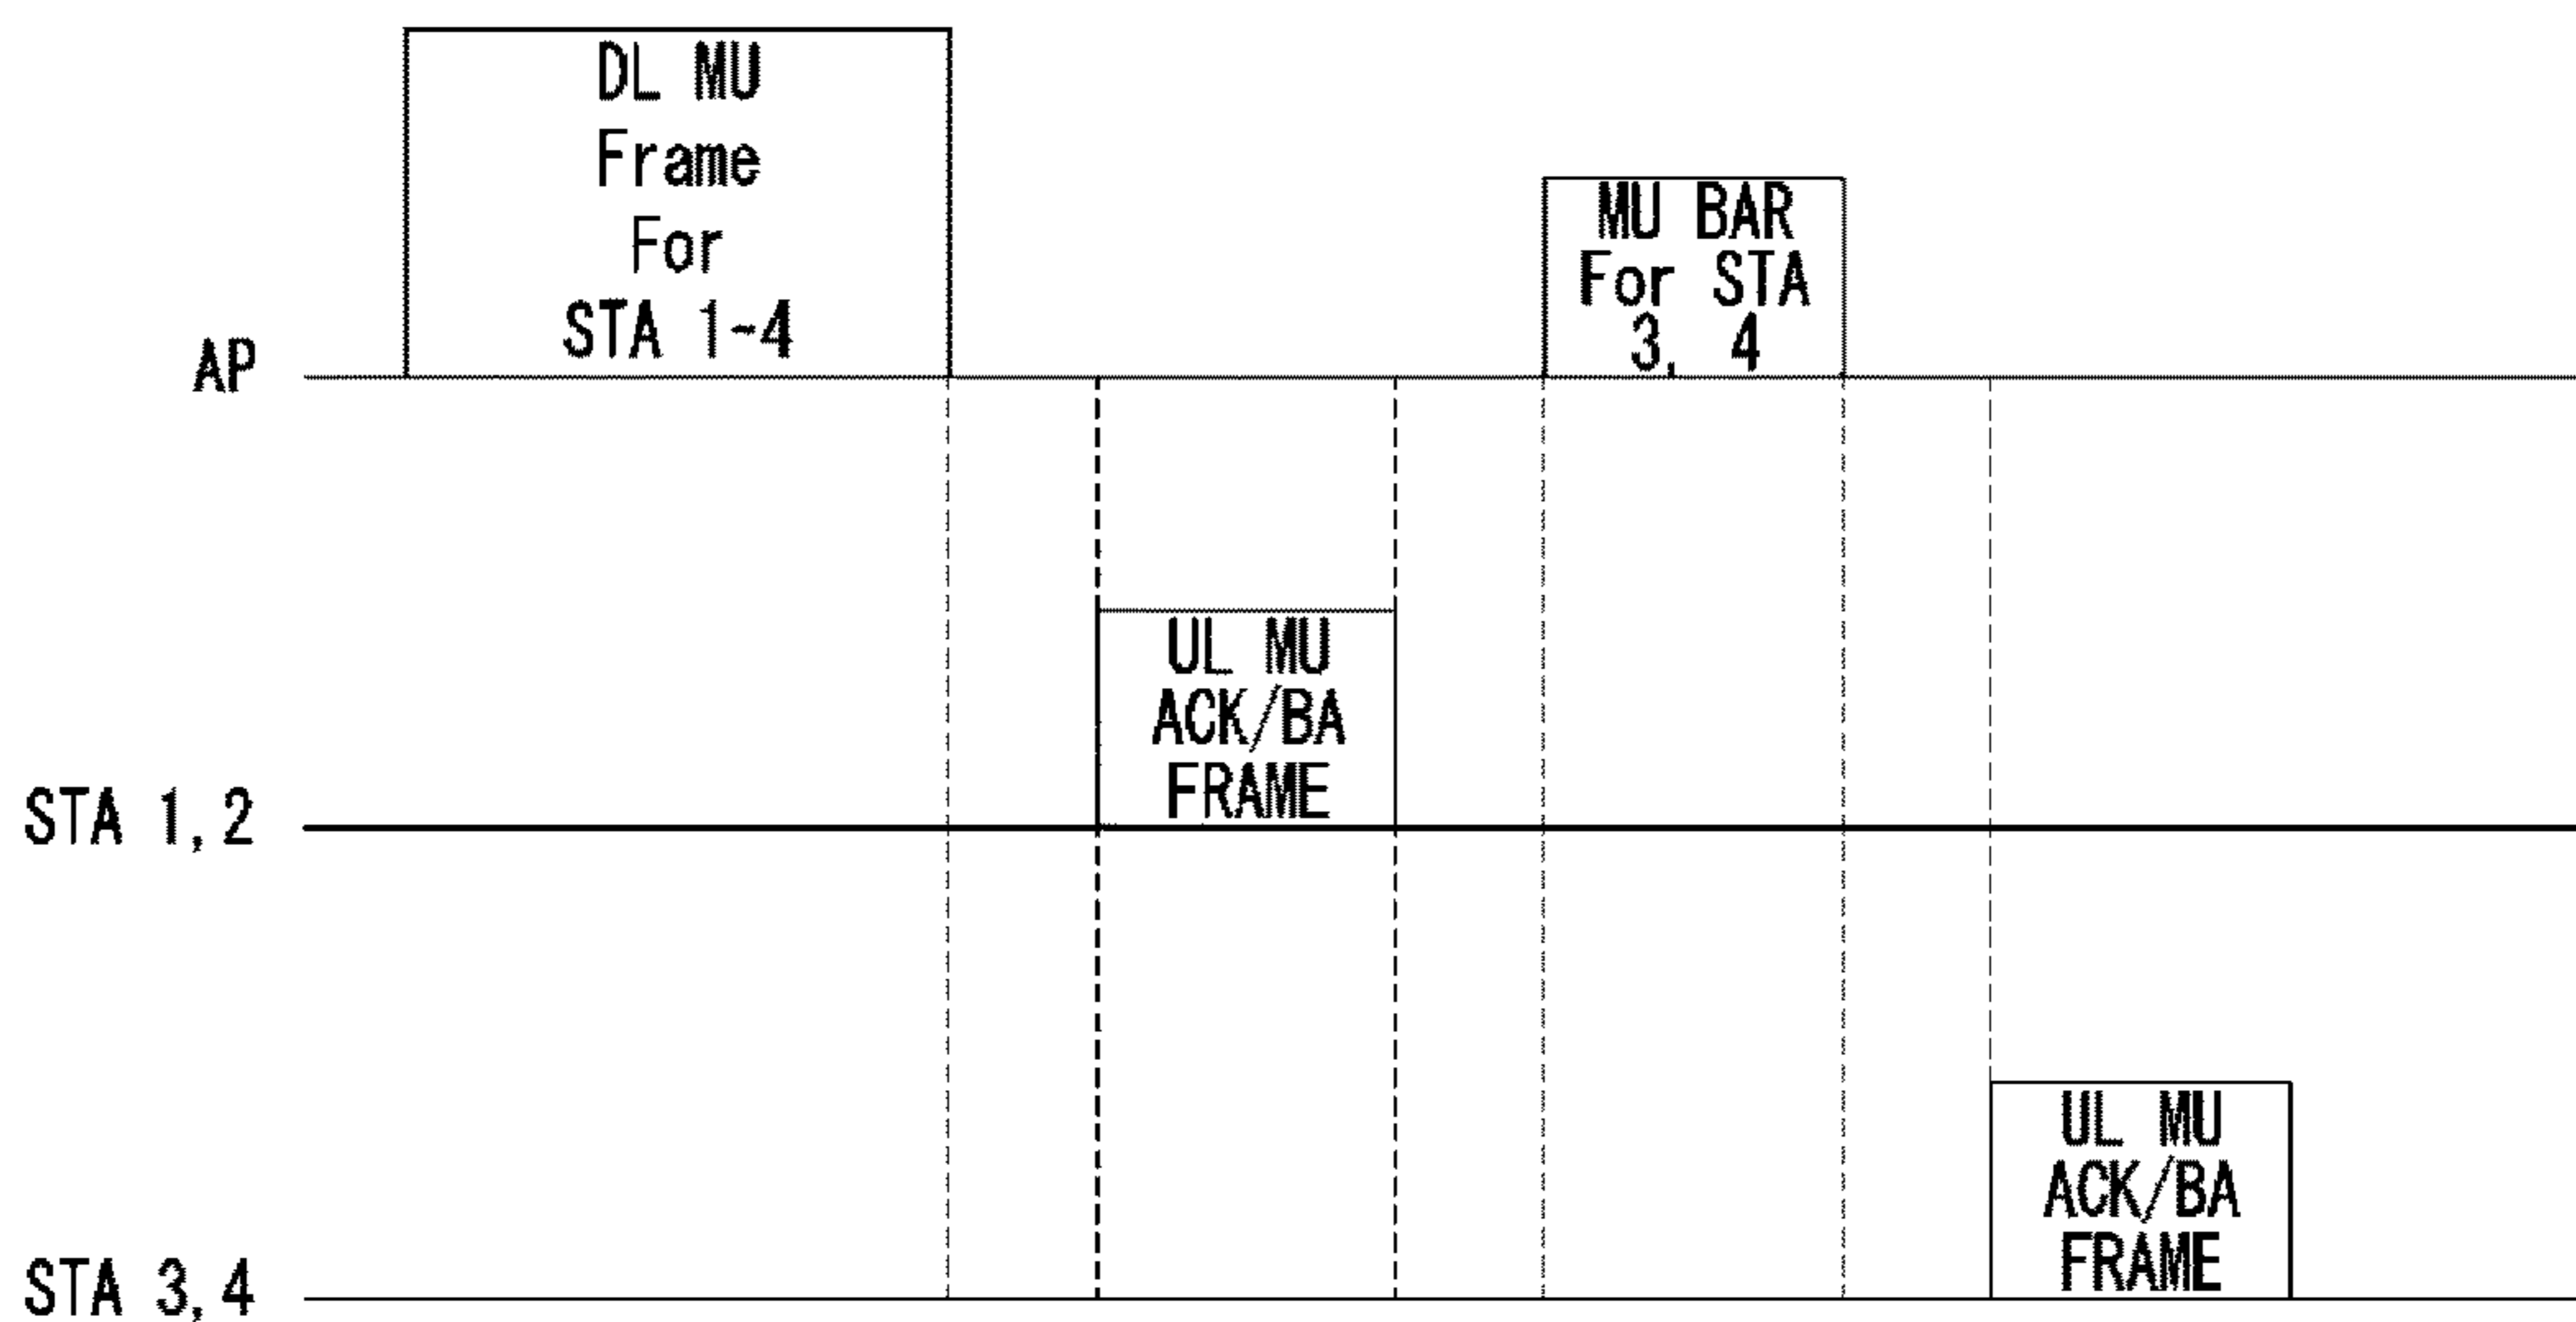 DL MU
Frame
For
STA 1-4
MU BAR
For STA
3, 4
AP
UL MU
ACK/BA
FRAME
STA 1,2
UL MU
ACK/BA
FRAME
STA 3,4